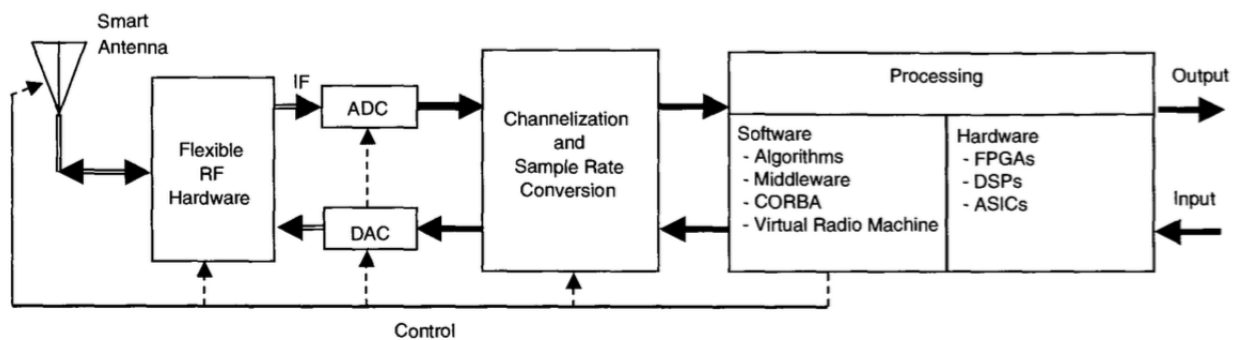 Smart
Antenna
Flexible
RF
Hardware
IF
ADC
DAC
Channelization
and
Sample Rate
Conversion
Processing
Software
- Algorithms
- Middleware
- CORBA
- Virtual Radio Machine
Hardware
- FPGAs
- DSPs
- ASICs
Output
Input
Control